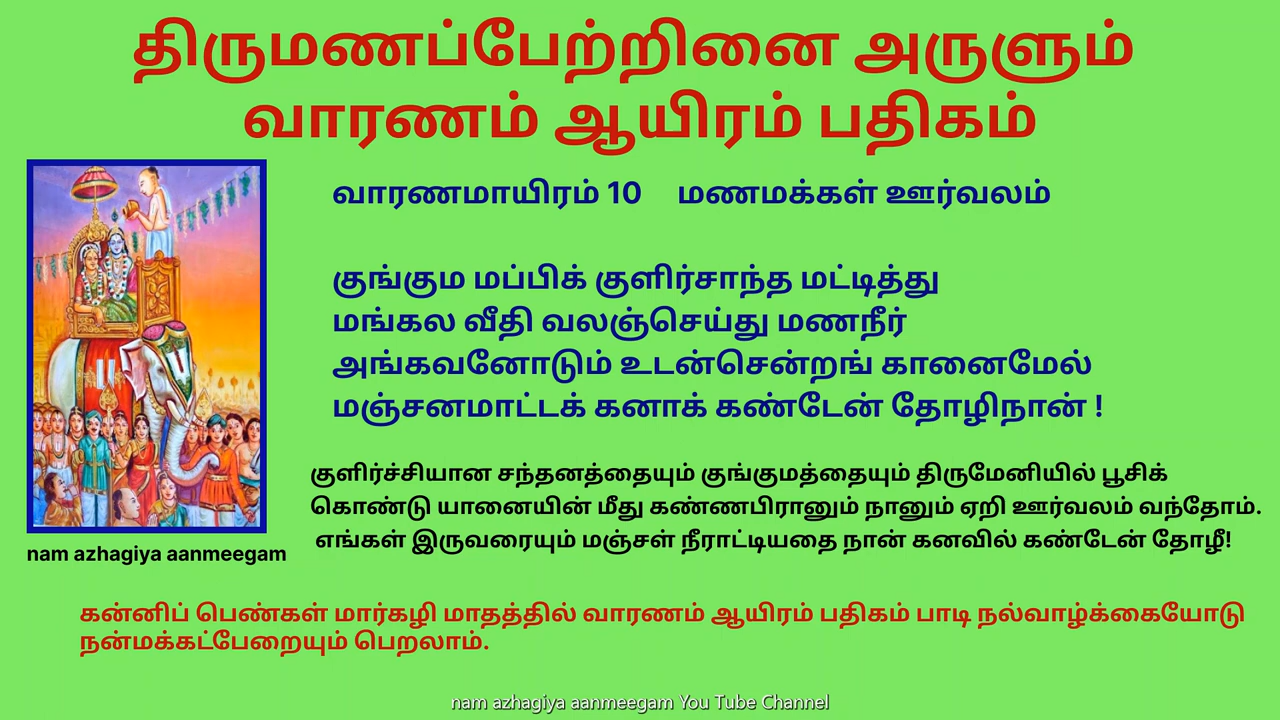 திருமணப்பேற்றினை அருளும்
வாரணம் ஆயிரம் பதிகம்
வாரணமாயிரம் 10 மணமக்கள் ஊர்வலம்
குங்கும மப்பிக் குளிர்சாந்த மட்டித்து
மங்கல வீதி வலஞ்செய்து மணநீர்
அங்கவனோடும் உடன்சென்றங் கானைமேல்
மஞ்சனமாட்டக் கனாக் கண்டேன் தோழிநான் !
குளிர்ச்சியான சந்தனத்தையும் குங்குமத்தையும் திருமேனியில் பூசிக்
கொண்டு யானையின் மீது கண்ணபிரானும் நானும் ஏறி ஊர்வலம் வந்தோம்.
எங்கள் இருவரையும் மஞ்சள் நீராட்டியதை நான் கனவில் கண்டேன் தோழீ!
nam azhagiya aanmeegam
கன்னிப் பெண்கள் மார்கழி மாதத்தில் வாரணம் ஆயிரம் பதிகம் பாடி நல்வாழ்க்கையோடு
நன்மக்கட்பேறையும் பெறலாம்.
nam azhagiya aanmeegam You Tube Channel